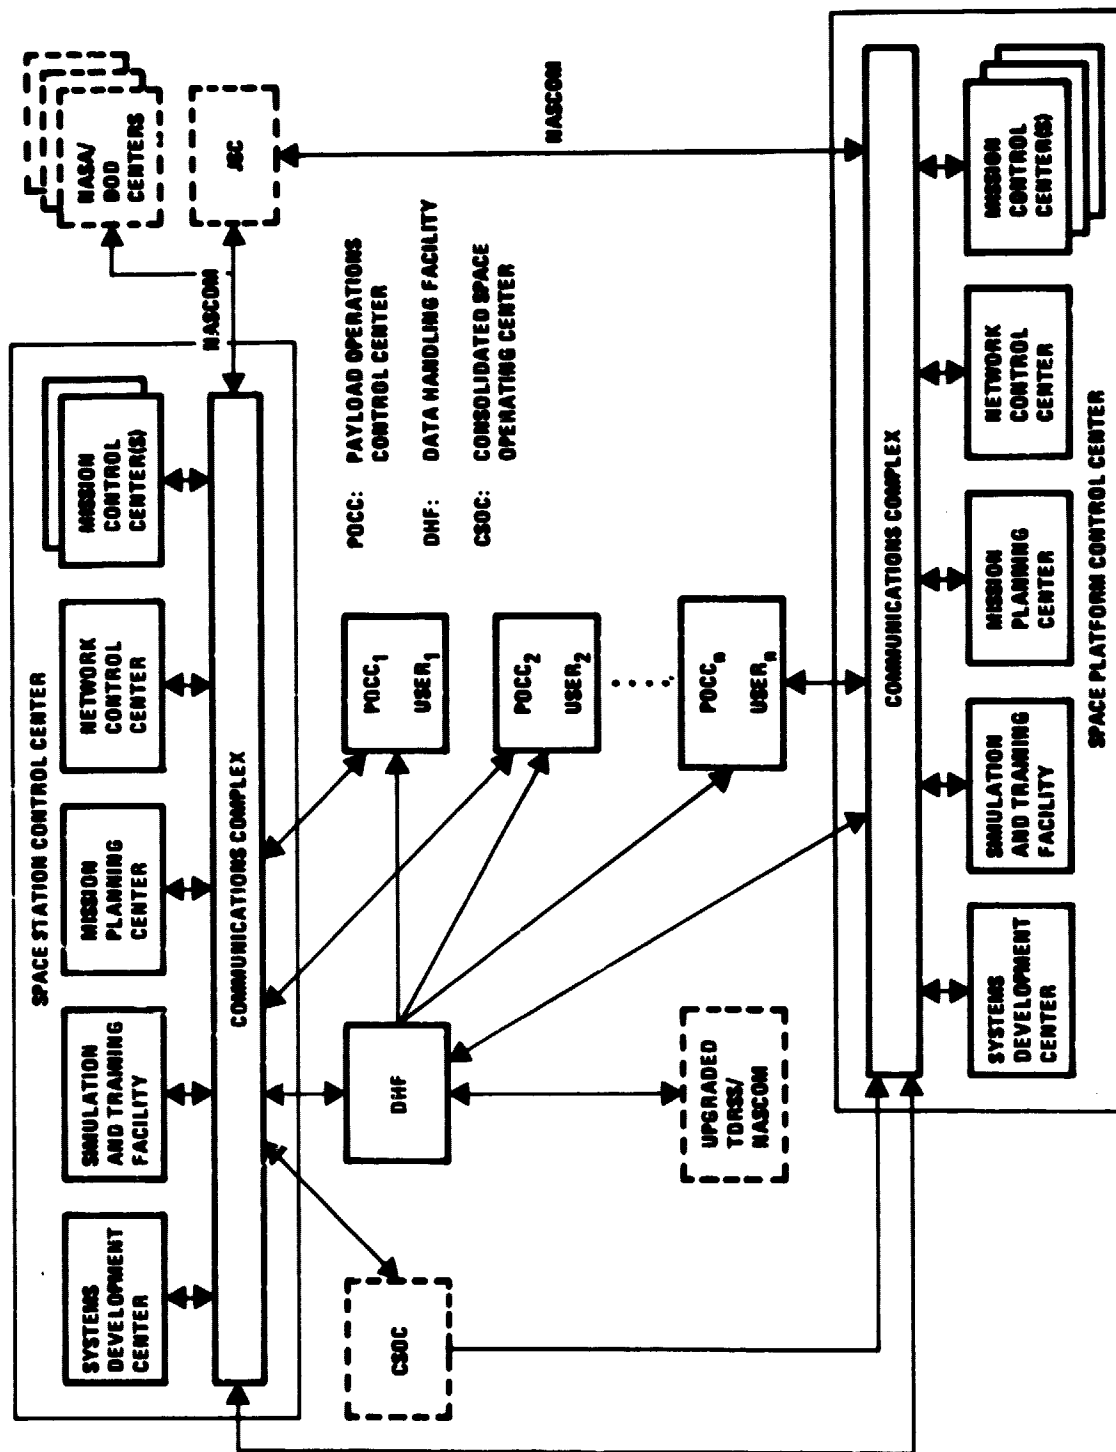 SPACE STATION CONTROL CENTER
SYSTEMS
DEVELOPMENT
CENTER
SIMULATION
AND TRAINING
FACILITY
MISSION
PLANNING
CENTER
NETWORK
CONTROL
CENTER
MISSION
CONTROL
CENTER(S)
NASA/
DOD
CENTERS
COMMUNICATIONS COMPLEX
NASCOM
JSC
CSOC
DHF
POCC₁
USER₁
POCC: PAYLOAD OPERATIONS
CONTROL CENTER
DHF: DATA HANDLING FACILITY
CSOC: CONSOLIDATED SPACE
OPERATING CENTER
POCC₂
USER₂
NASCOM
UPGRADED
TDRSS/
NASCOM
POCCₙ
USERₙ
COMMUNICATIONS COMPLEX
SYSTEMS
DEVELOPMENT
CENTER
SIMULATION
AND TRAINING
FACILITY
MISSION
PLANNING
CENTER
NETWORK
CONTROL
CENTER
MISSION
CONTROL
CENTER(S)
SPACE PLATFORM CONTROL CENTER